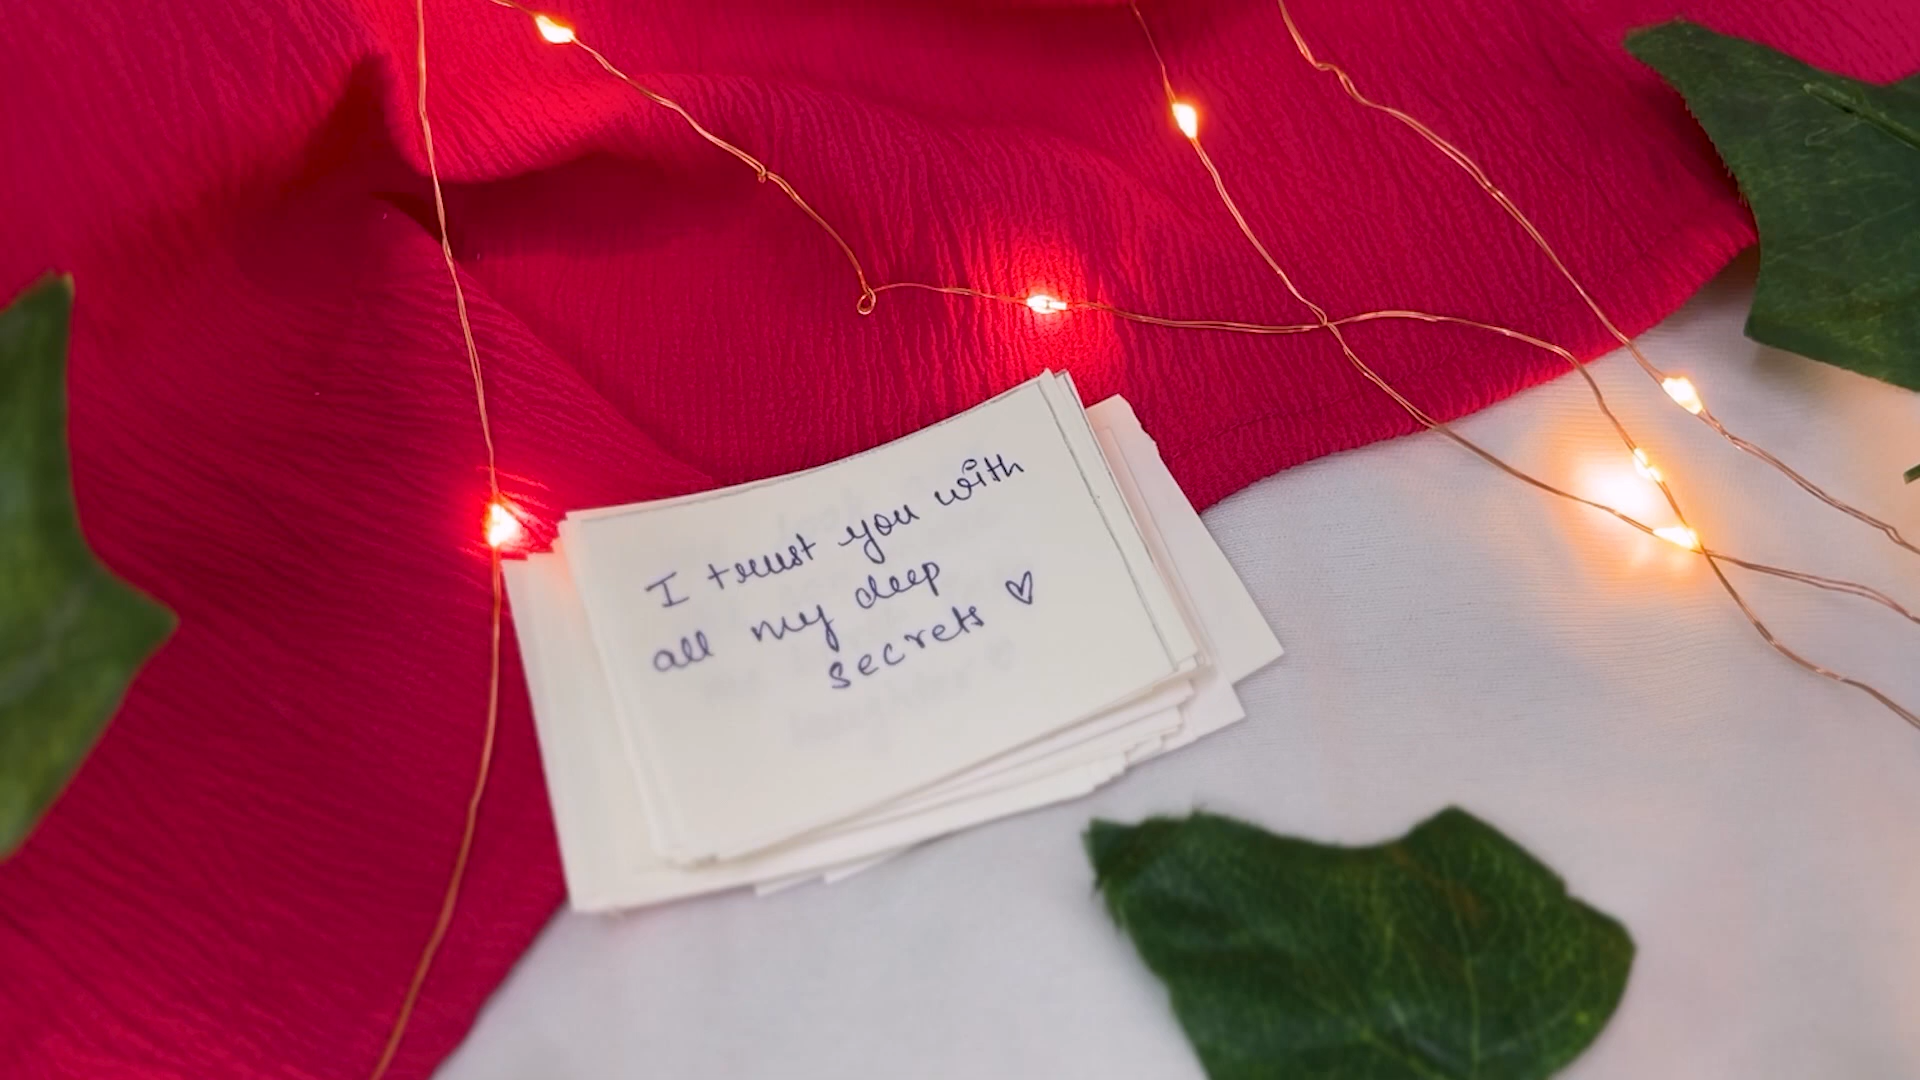 I trust you with
all my deep
secrets ♡